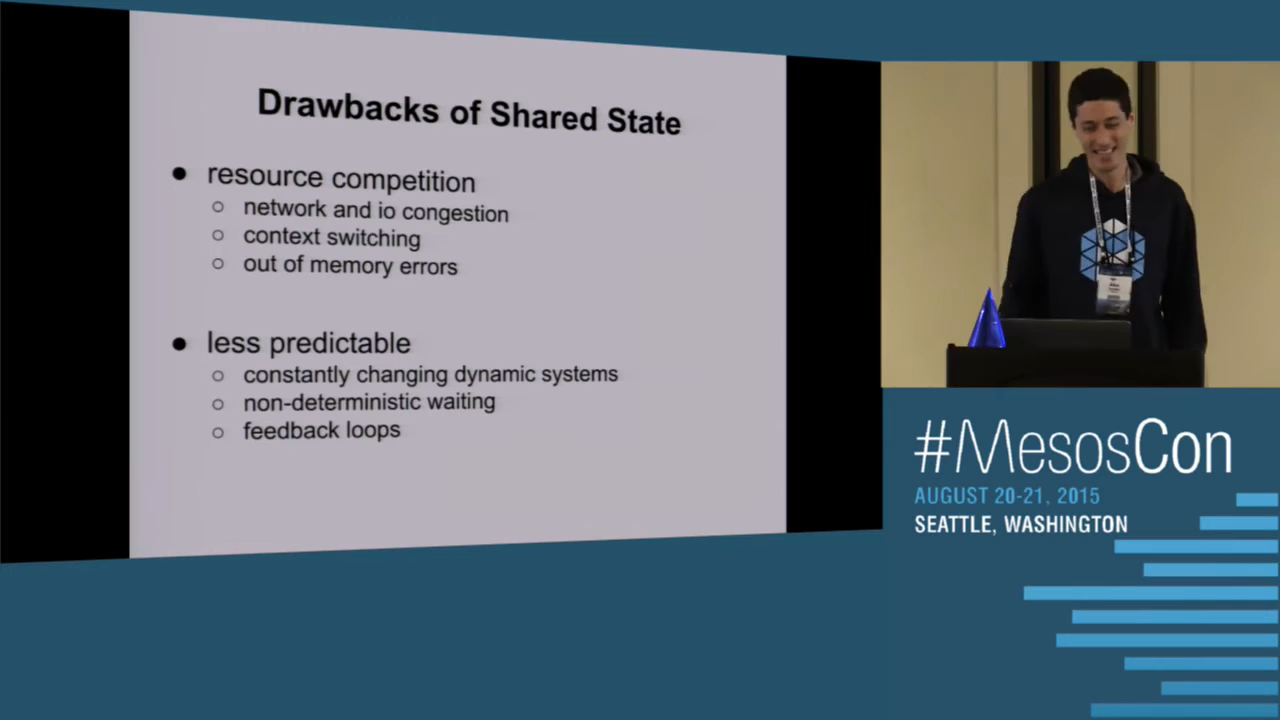 Drawbacks of Shared State
● resource competition
○ network and io congestion
○ context switching
○ out of memory errors
● less predictable
○ constantly changing dynamic systems
○ non-deterministic waiting
○ feedback loops
#MesosCon
AUGUST 20-21, 2015
SEATTLE, WASHINGTON